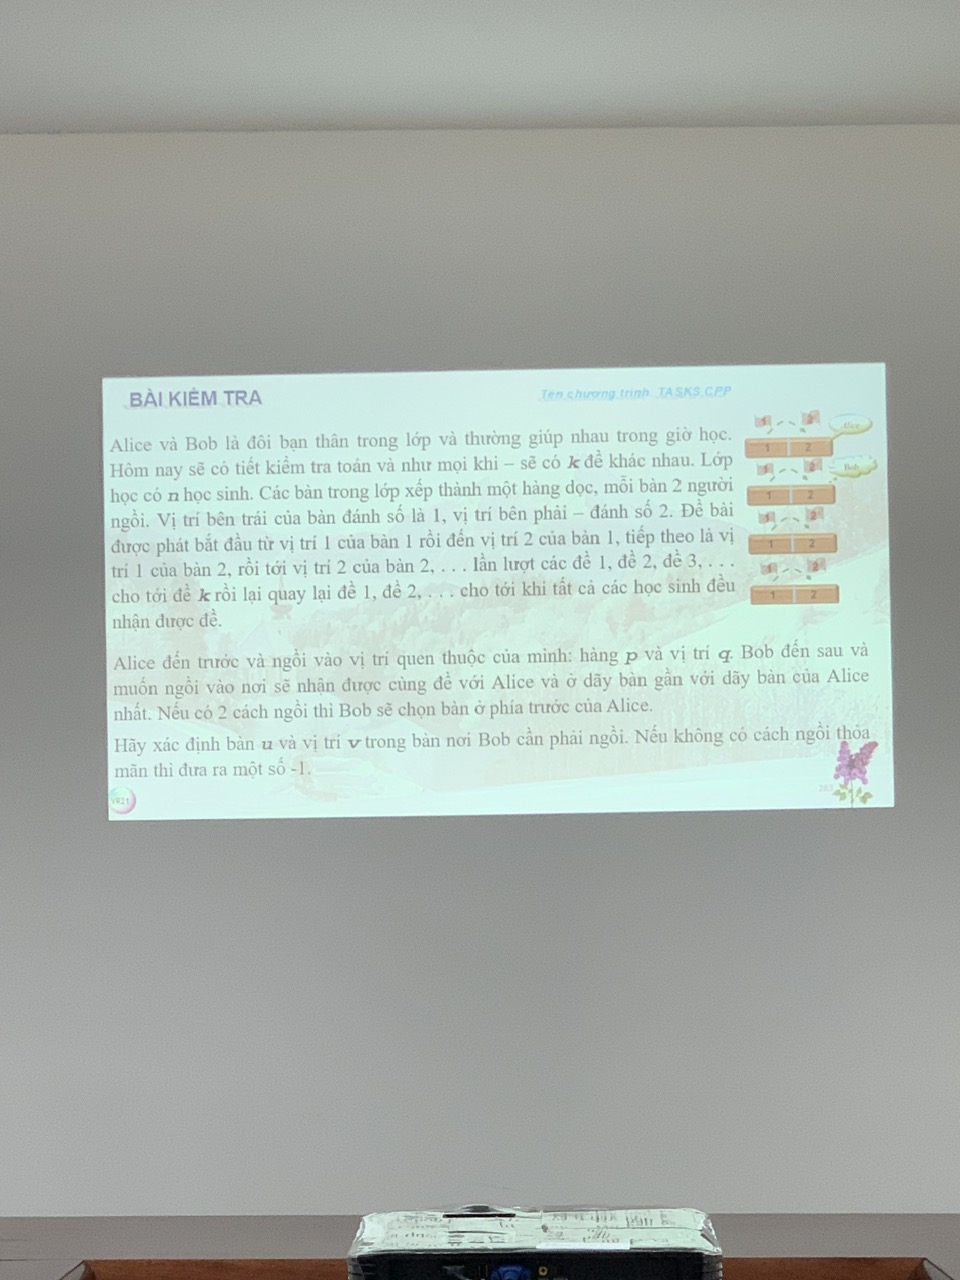 BÀI KIỂM TRA
Tên chương trình TASKS.CPP
Alice và Bob là đôi bạn thân trong lớp và thường giúp nhau trong giờ học.
Hôm nay sẽ có tiết kiểm tra toán và như mọi khi – sẽ có k đề khác nhau. Lớp
học có n học sinh. Các bàn trong lớp xếp thành một hàng dọc, mỗi bàn 2 người
ngồi. Vị trí bên trái của bàn đánh số là 1, vị trí bên phải – đánh số 2. Đề bài
được phát bắt đầu từ vị trí 1 của bàn 1 rồi đến vị trí 2 của bàn 1, tiếp theo là vị
trí 1 của bàn 2, rồi tới vị trí 2 của bàn 2, . . . lần lượt các đề 1, đề 2, đề 3, . . .
cho tới đề k rồi lại quay lại đề 1, đề 2, . . . cho tới khi tất cả các học sinh đều
nhận được đề.
Alice
1 2
1 2
Bob
1 2
1 2
1 2
1 2
1 2
1 2
Alice đến trước và ngồi vào vị trí quen thuộc của mình: hàng p và vị trí q. Bob đến sau và
muốn ngồi vào nơi sẽ nhận được cùng đề với Alice và ở dãy bàn gần với dãy bàn của Alice
nhất. Nếu có 2 cách ngồi thì Bob sẽ chọn bàn ở phía trước của Alice.
Hãy xác định bàn u và vị trí v trong bàn nơi Bob cần phải ngồi. Nếu không có cách ngồi thỏa
mãn thì đưa ra một số -1.
VR21